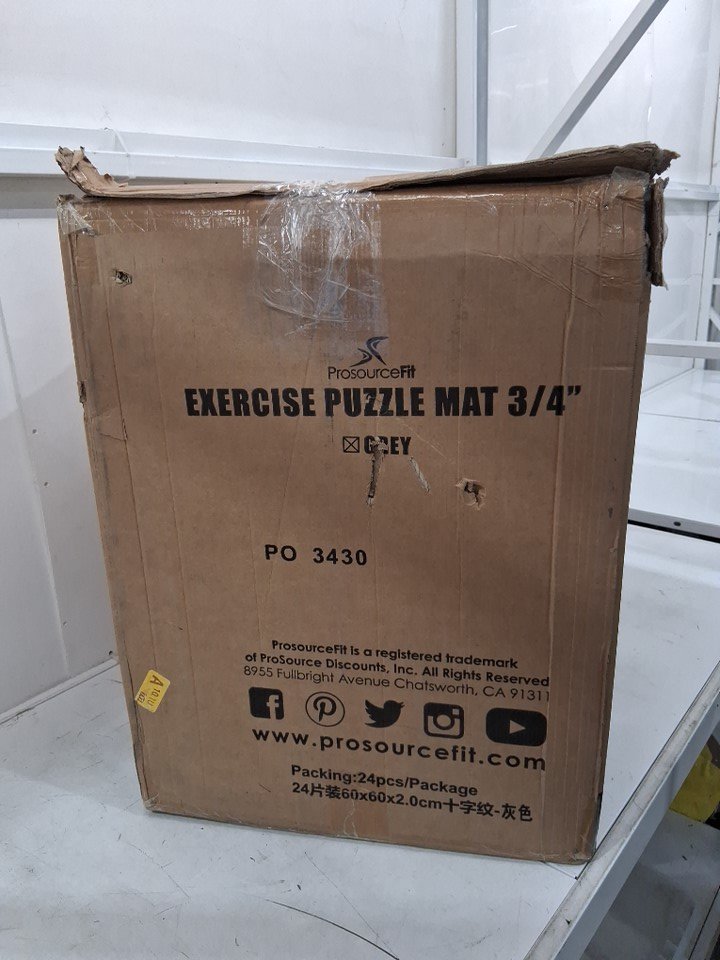 ProsourceFit
EXERCISE PUZZLE MAT 3/4”
☒ GREY
PO 3430
ProsourceFit is a registered trademark
of ProSource Discounts, Inc. All Rights Reserved
8955 Fullbright Avenue Chatsworth, CA 91311
www.prosourcefit.com
Packing:24pcs/Package
24片装60x60x2.0cm十字纹-灰色